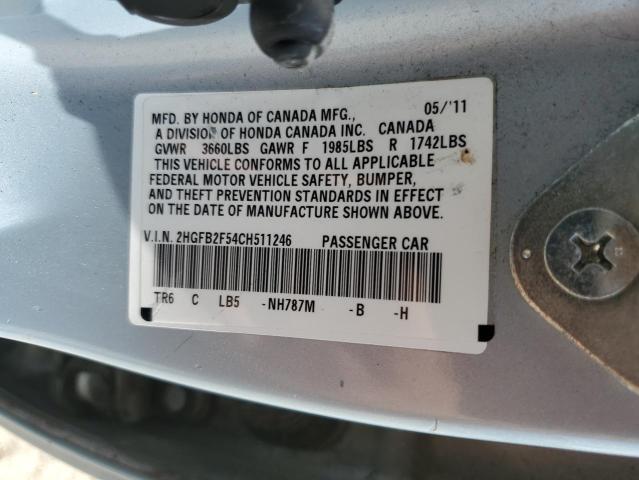 MFD. BY HONDA OF CANADA MFG., 05/'11
A DIVISION OF HONDA CANADA INC. CANADA
GVWR 3660LBS GAWR F 1985LBS R 1742LBS
THIS VEHICLE CONFORMS TO ALL APPLICABLE
FEDERAL MOTOR VEHICLE SAFETY, BUMPER,
AND THEFT PREVENTION STANDARDS IN EFFECT
ON THE DATE OF MANUFACTURE SHOWN ABOVE.
V.I.N. 2HGFB2F54CH511246 PASSENGER CAR
TR6 C LB5 -NH787M -B -H